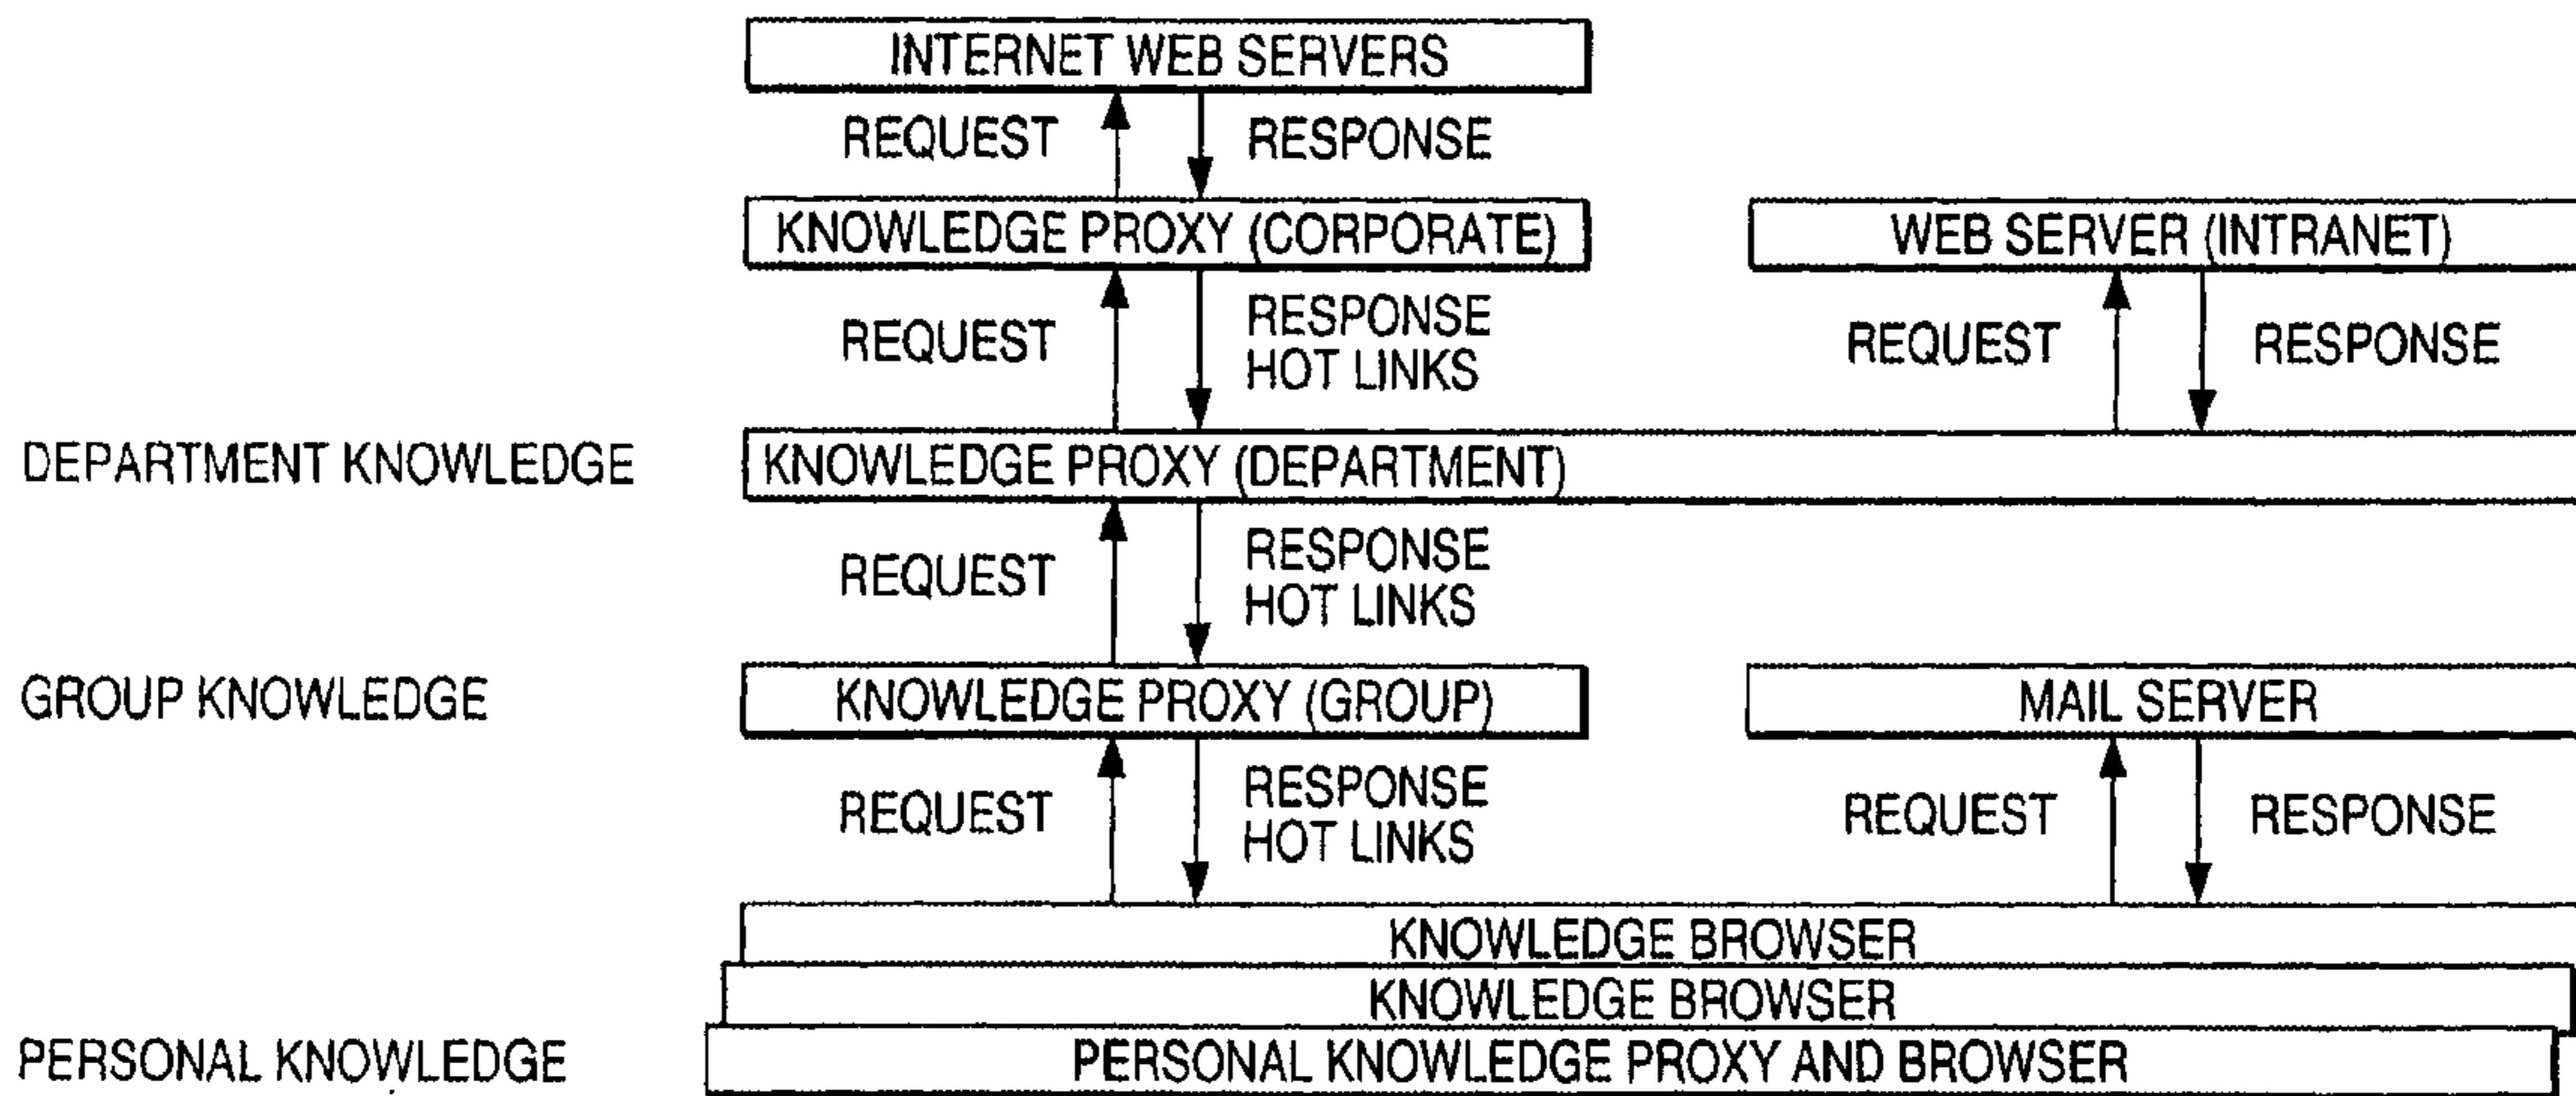 INTERNET WEB SERVERS
REQUEST
RESPONSE
KNOWLEDGE PROXY (CORPORATE)
WEB SERVER (INTRANET)
REQUEST
RESPONSE
HOT LINKS
REQUEST
RESPONSE
DEPARTMENT KNOWLEDGE
KNOWLEDGE PROXY (DEPARTMENT)
REQUEST
RESPONSE
HOT LINKS
GROUP KNOWLEDGE
KNOWLEDGE PROXY (GROUP)
MAIL SERVER
REQUEST
RESPONSE
HOT LINKS
REQUEST
RESPONSE
KNOWLEDGE BROWSER
KNOWLEDGE BROWSER
PERSONAL KNOWLEDGE
PERSONAL KNOWLEDGE PROXY AND BROWSER